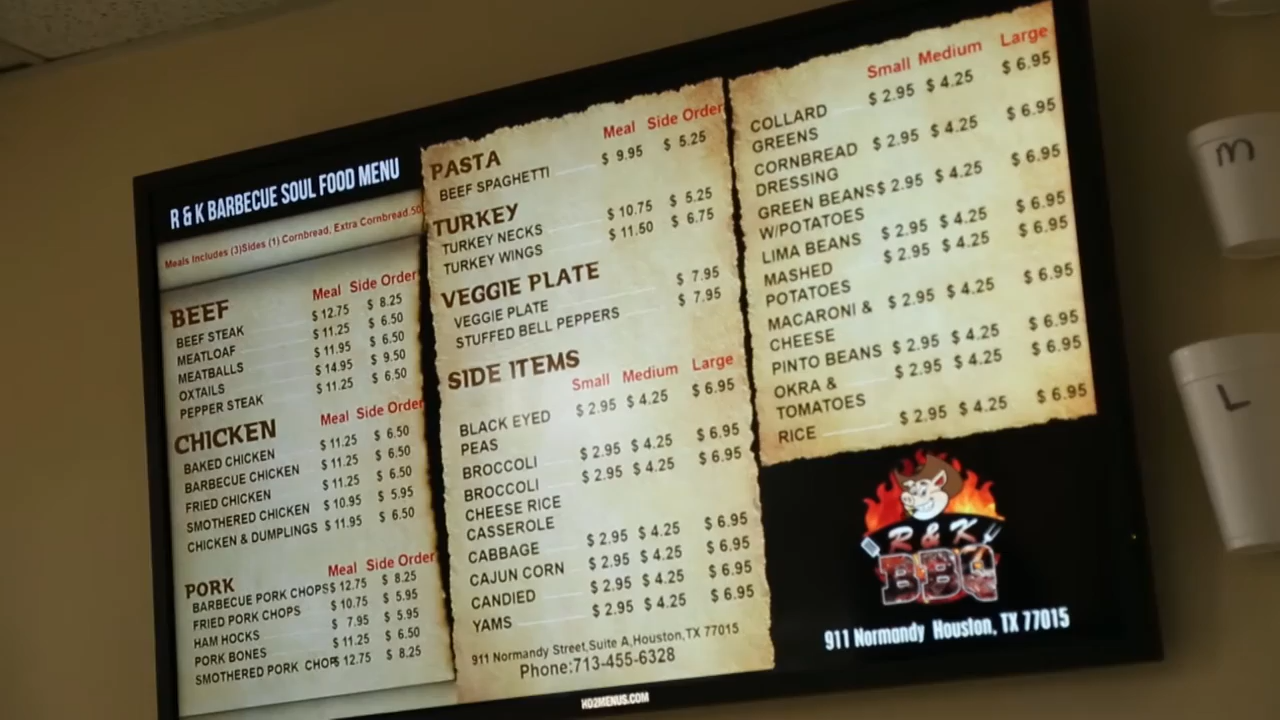 R & K BARBECUE SOUL FOOD MENU
Meals Includes (3)Sides (1) Cornbread, Extra Cornbread.50
BEEF Meal Side Order
BEEF STEAK $ 12.75 $ 8.25
MEATLOAF $ 11.25 $ 6.50
MEATBALLS $ 11.95 $ 6.50
OXTAILS $ 14.95 $ 9.50
PEPPER STEAK $ 11.25 $ 6.50
CHICKEN Meal Side Order
BAKED CHICKEN $ 11.25 $ 6.50
BARBECUE CHICKEN $ 11.25 $ 6.50
FRIED CHICKEN $ 11.25 $ 6.50
SMOTHERED CHICKEN $ 10.95 $ 5.95
CHICKEN & DUMPLINGS $ 11.95 $ 6.50
PORK Meal Side Order
BARBECUE PORK CHOPS $ 12.75 $ 8.25
FRIED PORK CHOPS $ 10.75 $ 5.95
HAM HOCKS $ 7.95 $ 5.95
PORK BONES $ 11.25 $ 6.50
SMOTHERED PORK CHOPS 12.75 $ 8.25
PASTA Meal Side Order
BEEF SPAGHETTI $ 9.95 $ 5.25
TURKEY
TURKEY NECKS $ 10.75 $ 5.25
TURKEY WINGS $ 11.50 $ 6.75
VEGGIE PLATE
VEGGIE PLATE $ 7.95
STUFFED BELL PEPPERS $ 7.95
SIDE ITEMS
Small Medium Large
BLACK EYED $ 2.95 $ 4.25 $ 6.95
PEAS
BROCCOLI $ 2.95 $ 4.25 $ 6.95
BROCCOLI $ 2.95 $ 4.25 $ 6.95
CHEESE RICE
CASSEROLE
CABBAGE $ 2.95 $ 4.25 $ 6.95
CAJUN CORN $ 2.95 $ 4.25 $ 6.95
CANDIED $ 2.95 $ 4.25 $ 6.95
YAMS $ 2.95 $ 4.25 $ 6.95
911 Normandy Street,Suite A,Houston,TX 77015
Phone:713-455-6328
Small Medium Large
COLLARD $ 2.95 $ 4.25 $ 6.95
GREENS
CORNBREAD $ 2.95 $ 4.25 $ 6.95
DRESSING
GREEN BEANS $ 2.95 $ 4.25 $ 6.95
W/POTATOES
LIMA BEANS $ 2.95 $ 4.25 $ 6.95
MASHED $ 2.95 $ 4.25 $ 6.95
POTATOES
MACARONI & $ 2.95 $ 4.25 $ 6.95
CHEESE
PINTO BEANS $ 2.95 $ 4.25 $ 6.95
OKRA & $ 2.95 $ 4.25 $ 6.95
TOMATOES
RICE $ 2.95 $ 4.25 $ 6.95
R & K
BBQ
911 Normandy Houston, TX 77015
HD2MENUS.COM
M
L